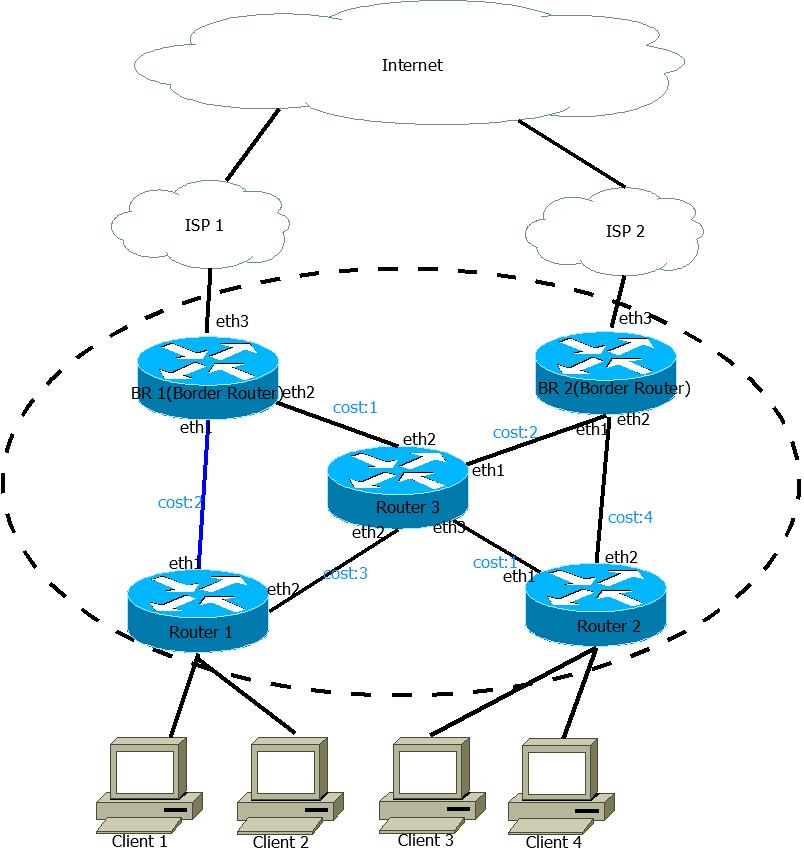 Internet
ISP 1
ISP 2
eth3
eth3
BR 1(Border Router)
eth2
BR 2(Border Router)
cost:1
eth1
eth2
eth1
cost:2
eth2
eth1
cost:2
Router 3
cost:4
eth2
eth3
eth1
cost:3
cost:1
eth1
eth2
eth2
Router 1
Router 2
Client 1
Client 2
Client 3
Client 4